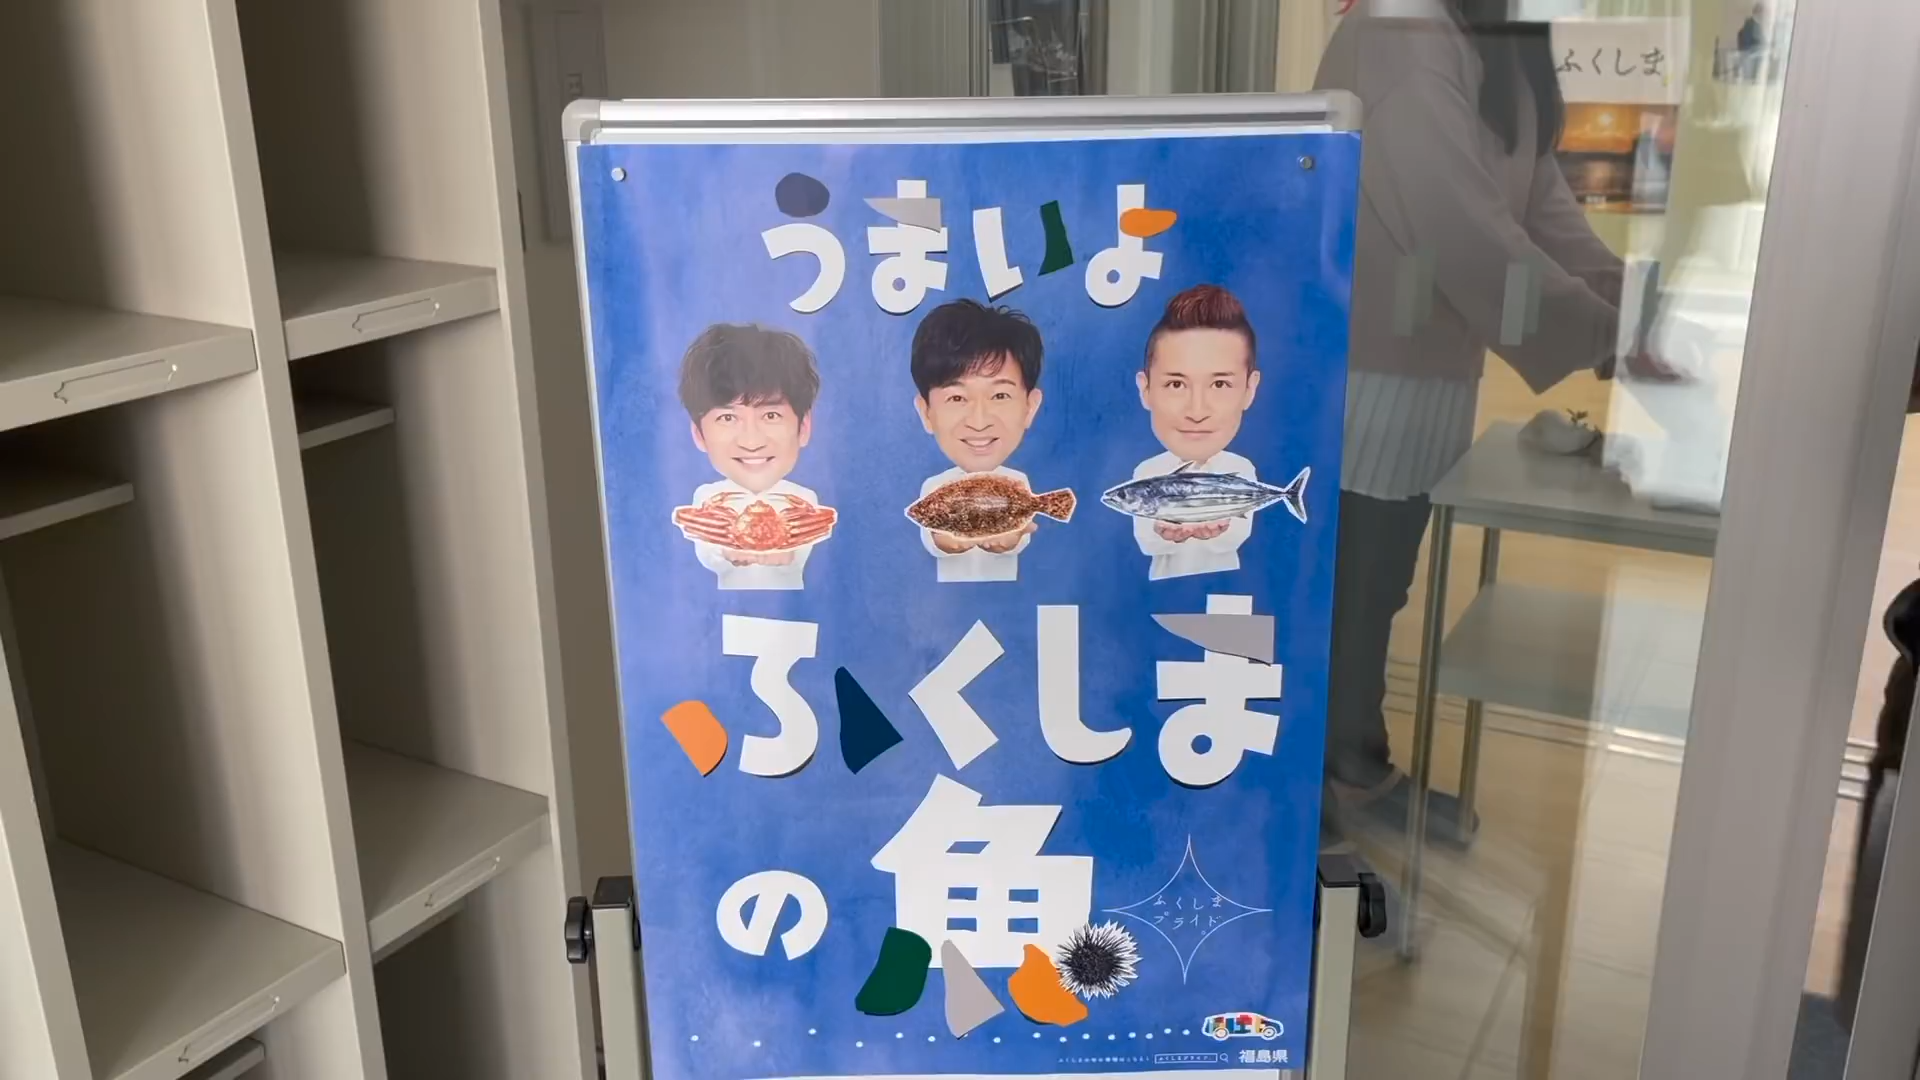 ふくしま
うまいよ
ふくしま
の魚
ふくしま
プライド。
福島県